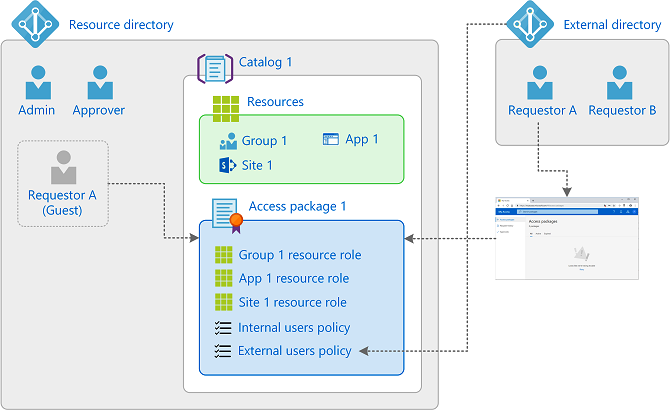 Resource directory
External directory
Admin
Approver
Catalog 1
Resources
Group 1
App 1
Site 1
Requestor A
Requestor B
Requestor A
(Guest)
Access package 1
Group 1 resource role
App 1 resource role
Site 1 resource role
Internal users policy
External users policy
Access packages